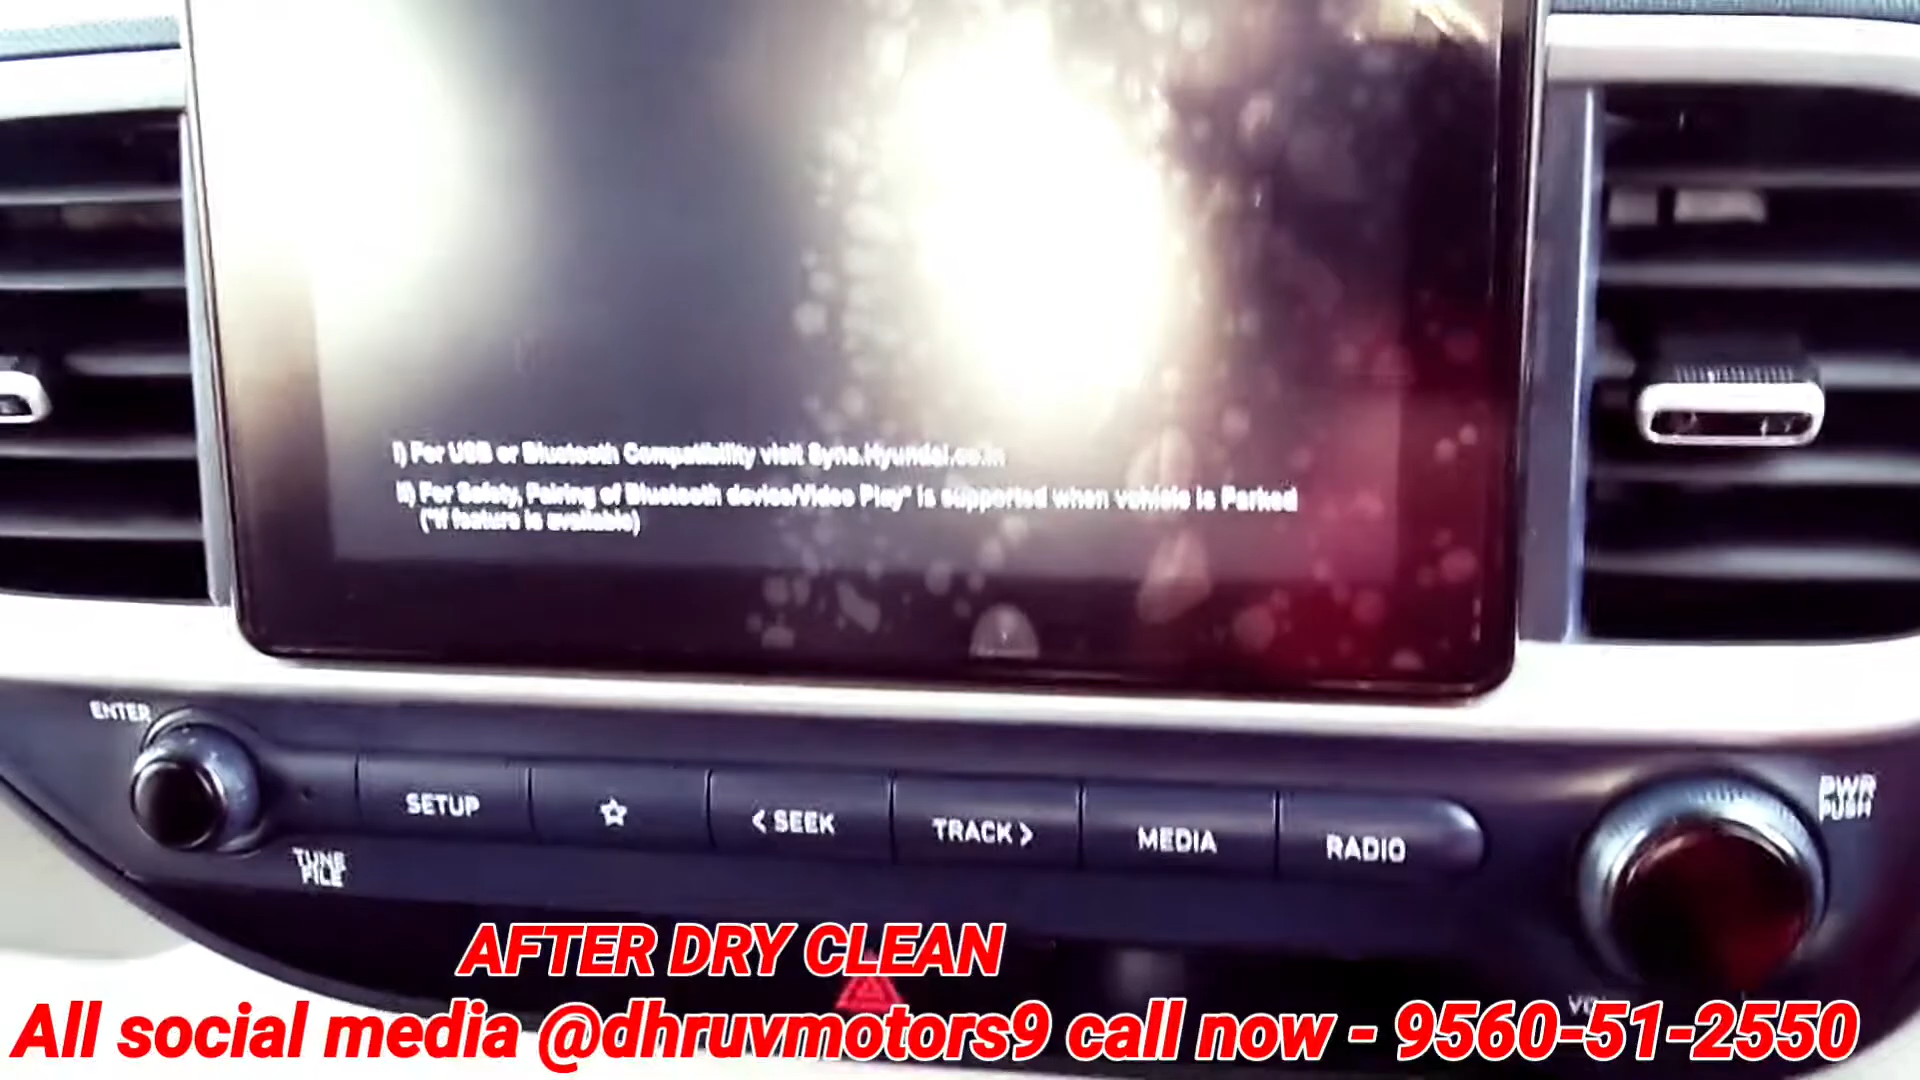 i) For USB or Bluetooth Compatibility visit Sync.Hyundai.co.in
ii) For Safety, Pairing of Bluetooth device/Video Play* is supported when vehicle is Parked
(*If feature is available)
ENTER
TUNE
FILE
SETUP
< SEEK
TRACK >
MEDIA
RADIO
PWR
PUSH
AFTER DRY CLEAN
All social media @dhruvmotors9 call now - 9560-51-2550